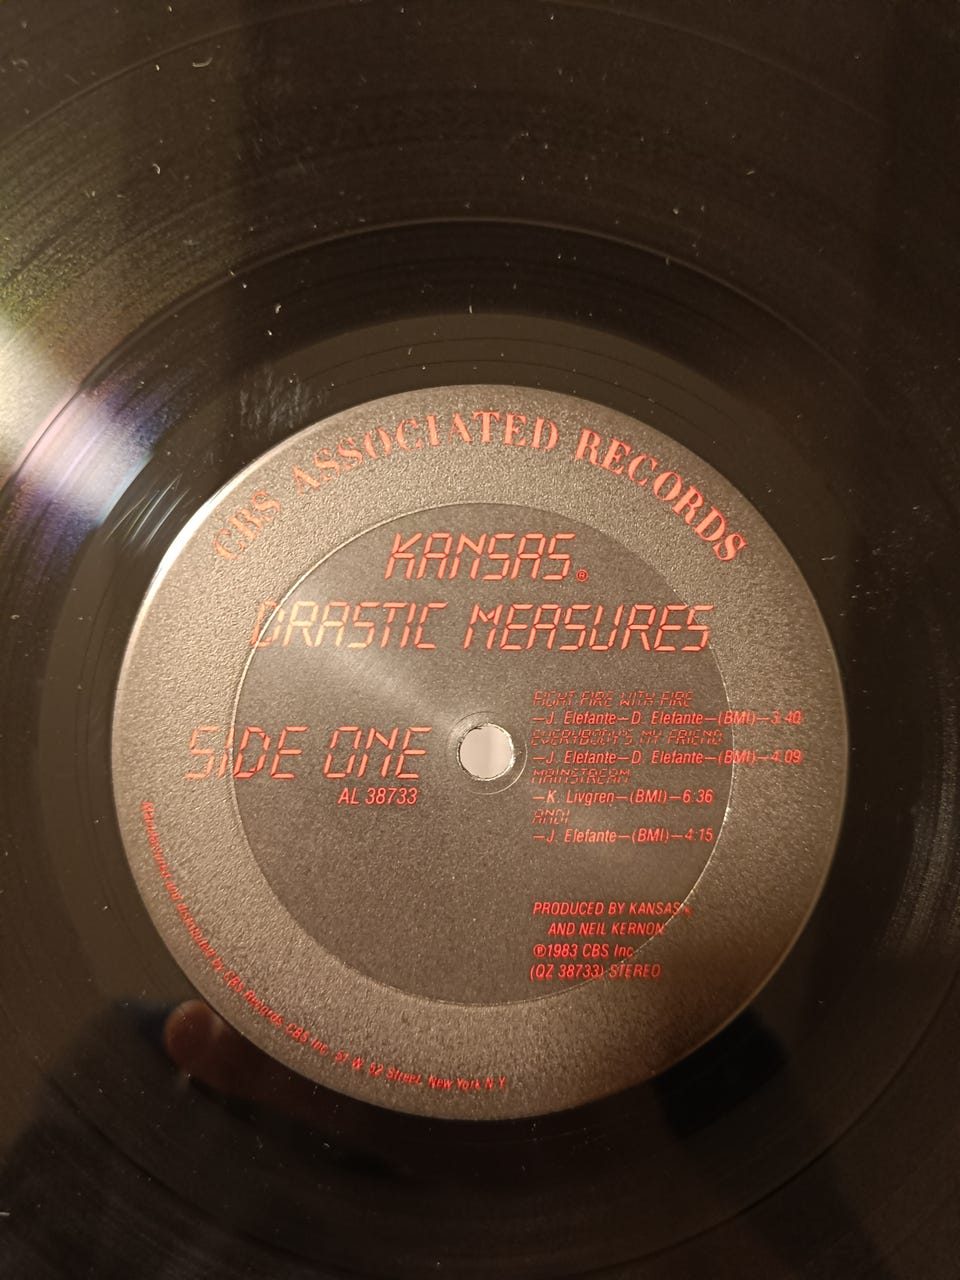 CBS ASSOCIATED RECORDS
KANSAS®
DRASTIC MEASURES
SIDE ONE
AL 38733
FIGHT FIRE WITH FIRE
—J. Elefante—D. Elefante—(BMI)—3:40
EVERYBODY'S MY FRIEND
—J. Elefante—D. Elefante—(BMI)—4:09
MAINSTREAM
—K. Livgren—(BMI)—6:36
ANDI
—J. Elefante—(BMI)—4:15
PRODUCED BY KANSAS®
AND NEIL KERNON
℗1983 CBS Inc.
(QZ 38733) STEREO
Manufactured and distributed by CBS Records. CBS Inc. 51 W. 52 Street, New York N.Y.